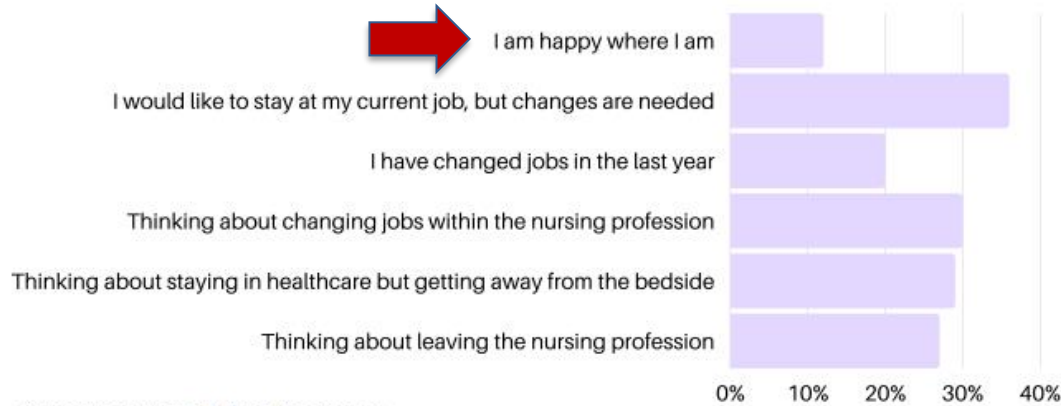 I am happy where I am
I would like to stay at my current job, but changes are needed
I have changed jobs in the last year
Thinking about changing jobs within the nursing profession
Thinking about staying in healthcare but getting away from the bedside
Thinking about leaving the nursing profession
0% 10% 20% 30% 40%